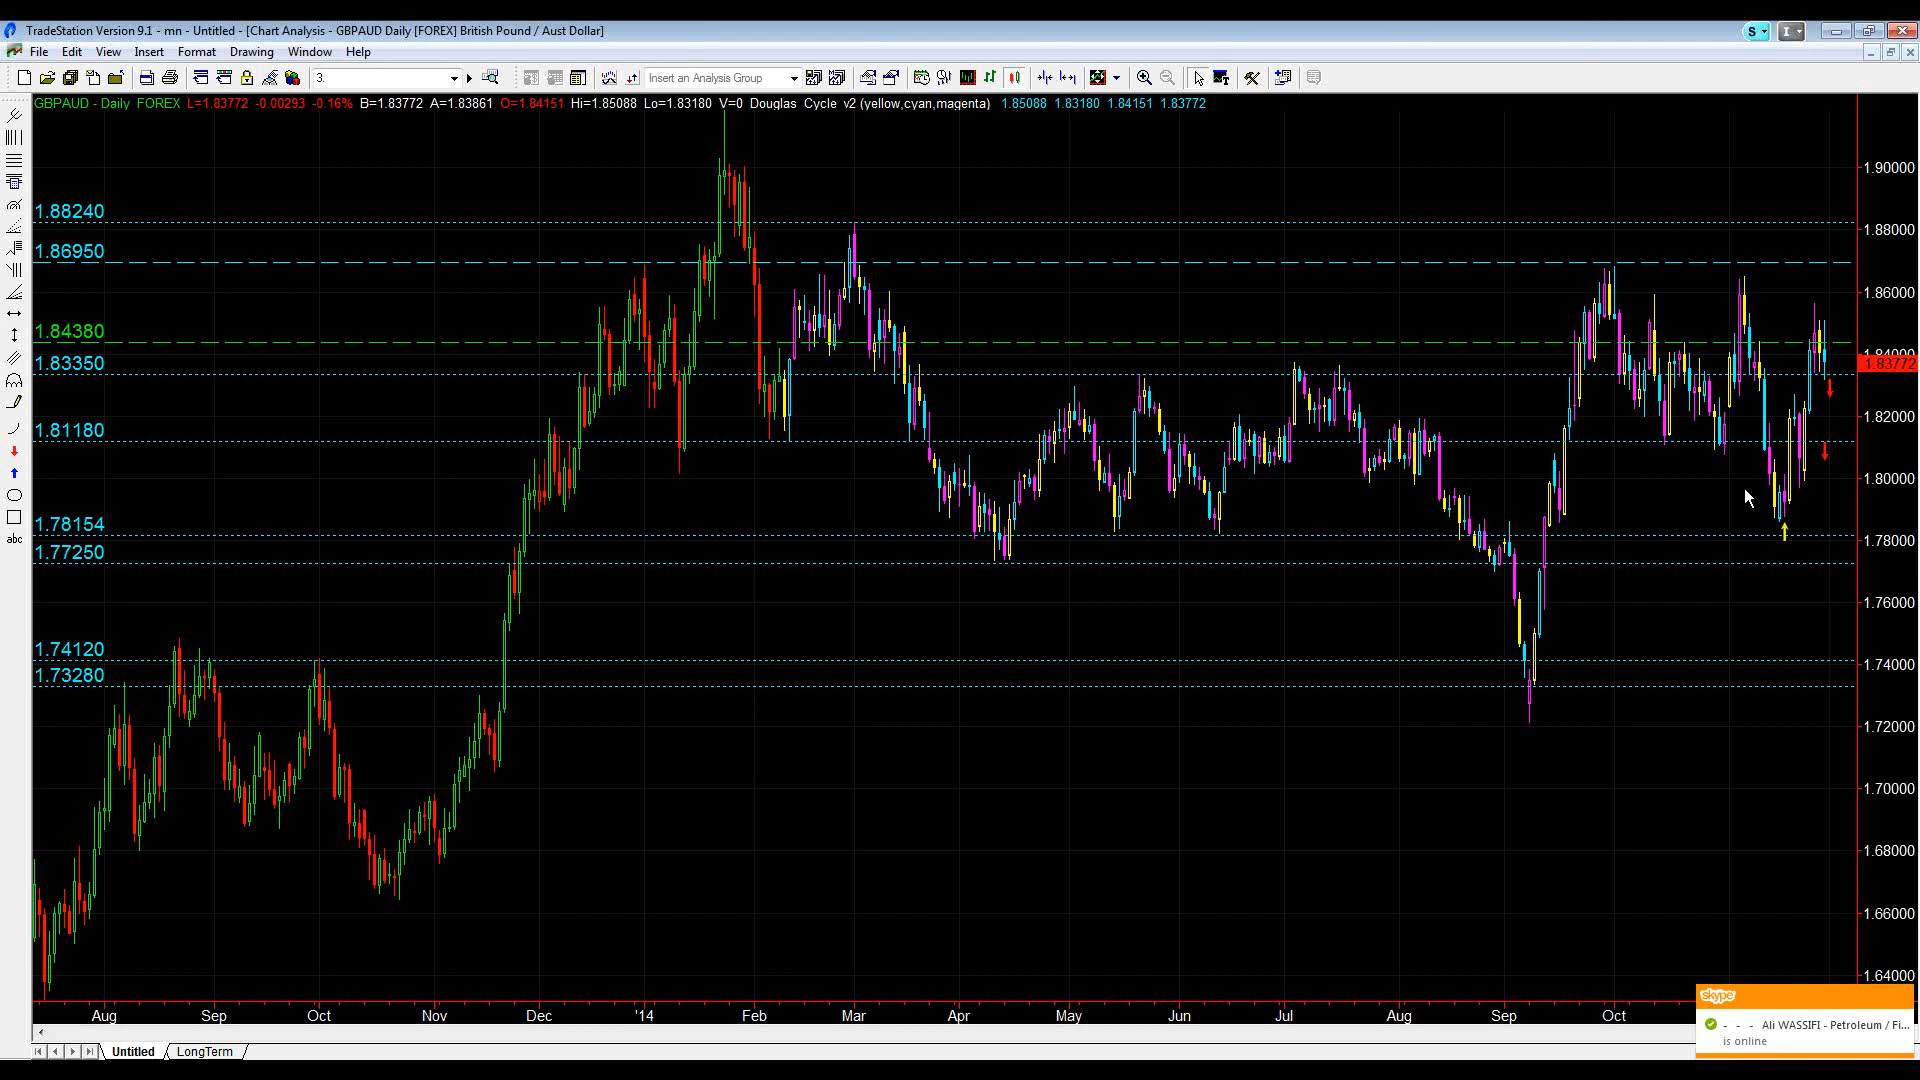 TradeStation Version 9.1 - mn - Untitled - [Chart Analysis - GBPAUD Daily [FOREX] British Pound / Aust Dollar]
S
I
File Edit View Insert Format Drawing Window Help
3.
Insert an Analysis Group
GBPAUD - Daily FOREX L=1.83772 -0.00293 -0.16% B=1.83772 A=1.83861 O=1.84151 Hi=1.85088 Lo=1.83180 V=0 Douglas Cycle v2 (yellow,cyan,magenta) 1.85088 1.83180 1.84151 1.83772
1.90000
1.88240
1.88000
1.86950
1.86000
1.84380
1.84000
1.83350
1.83772
1.82000
1.81180
1.80000
1.78154
1.78000
1.77250
1.76000
1.74120
1.74000
1.73280
1.72000
1.70000
1.68000
1.66000
1.64000
abc
Aug Sep Oct Nov Dec '14 Feb Mar Apr May Jun Jul Aug Sep Oct
skype
- - - Ali WASSIFI - Petroleum / Fi...
is online
Untitled LongTerm